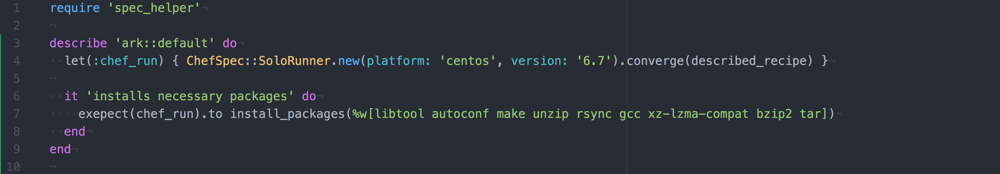 1 require 'spec_helper'¬
2 ¬
3 describe 'ark::default' do¬
4 ··let(:chef_run) { ChefSpec::SoloRunner.new(platform: 'centos', version: '6.7').converge(described_recipe) }¬
5 ¬
6 ··it 'installs necessary packages' do¬
7 ····exepect(chef_run).to install_packages(%w[libtool autoconf make unzip rsync gcc xz-lzma-compat bzip2 tar])¬
8 ··end¬
9 end¬
10 ¬